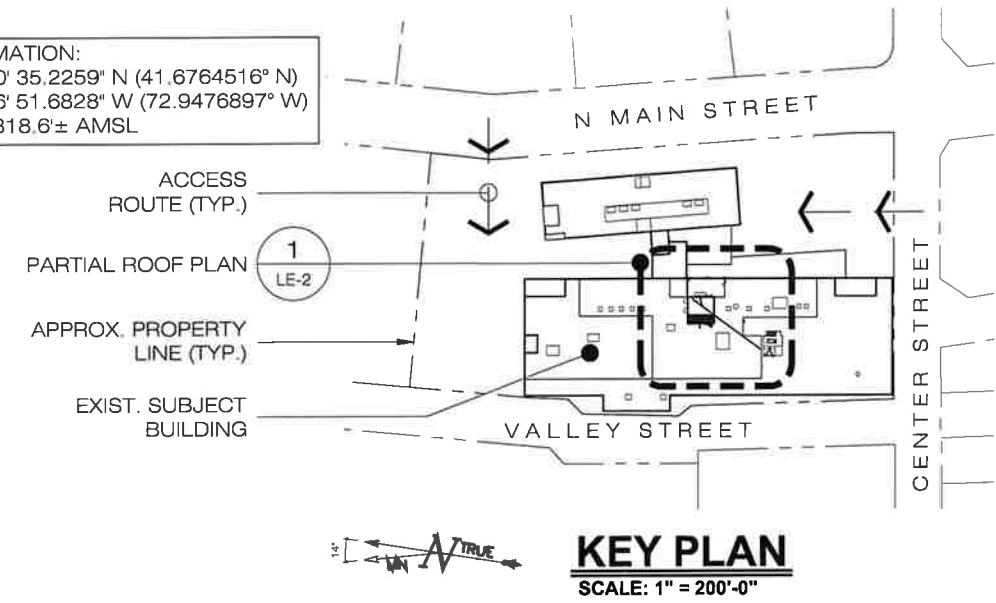 MATION:
0' 35.2259" N (41.6764516° N)
6' 51.6828" W (72.9476897° W)
818.6'± AMSL
N MAIN STREET
ACCESS
ROUTE (TYP.)
1
LE-2
PARTIAL ROOF PLAN
APPROX. PROPERTY
LINE (TYP.)
EXIST. SUBJECT
BUILDING
VALLEY STREET
CENTER STREET
14°
MN
N
TRUE
KEY PLAN
SCALE: 1" = 200'-0"